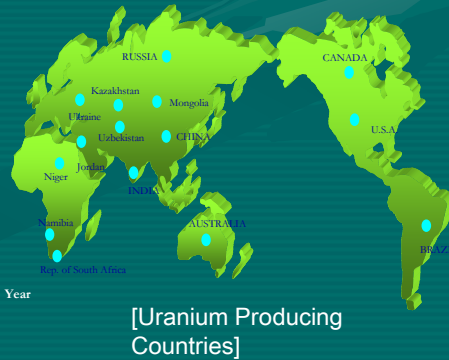 RUSSIA
CANADA
Kazakhstan
Mongolia
Ukraine
U.S.A
Uzbekistan
CHINA
Jordan
Niger
INDIA
Namibia
AUSTRALIA
BRAZ
Rep. of South Africa
Year
[Uranium Producing
Countries]